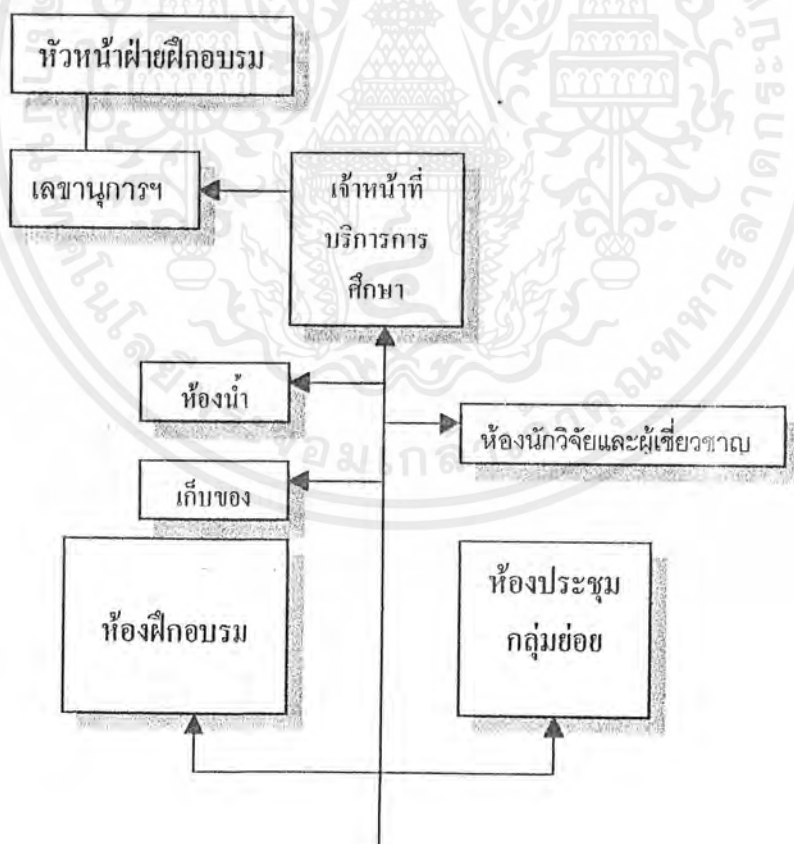 หัวหน้าฝ่ายฝึกอบรม
เลขานุการฯ
เจ้าหน้าที่
บริการการ
ศึกษา
ห้องน้ำ
ห้องนักวิจัยและผู้เชี่ยวชาญ
เก็บของ
ห้องฝึกอบรม
ห้องประชุม
กลุ่มย่อย